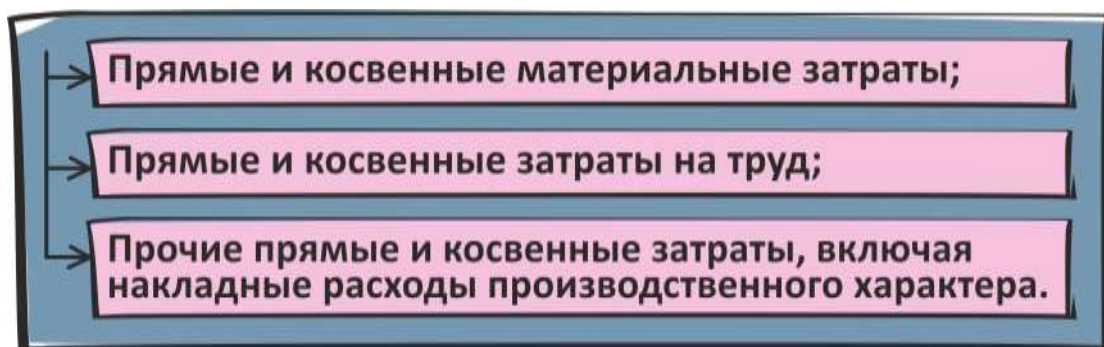 Прямые и косвенные материальные затраты;
Прямые и косвенные затраты на труд;
Прочие прямые и косвенные затраты, включая
накладные расходы производственного характера.